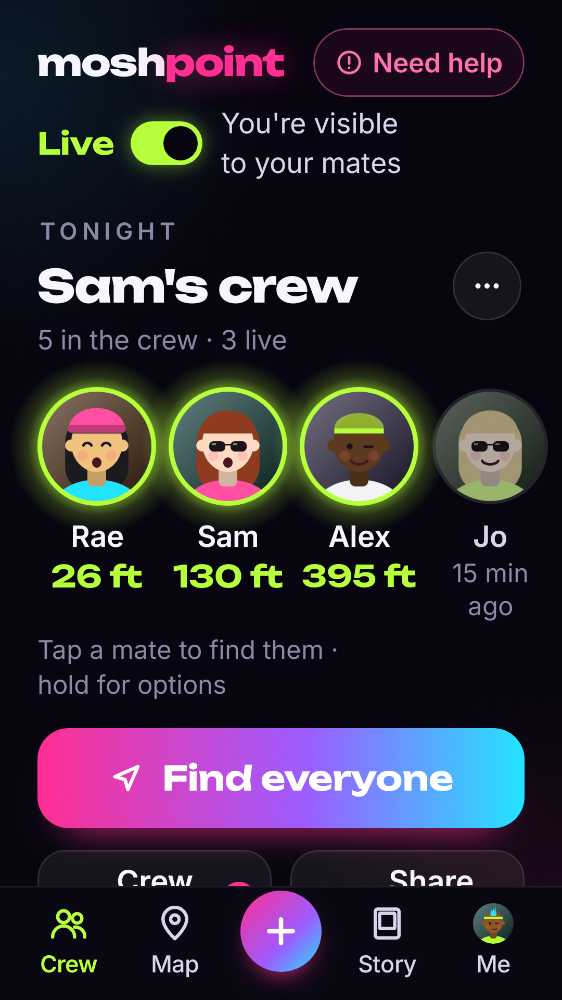 moshpoint
Need help
Live
You're visible
to your mates
TONIGHT
Sam's crew
5 in the crew · 3 live
Rae
Sam
Alex
Jo
26 ft
130 ft
395 ft
15 min
ago
Tap a mate to find them ·
hold for options
Find everyone
Crew
Share
Crew
Map
Story
Me